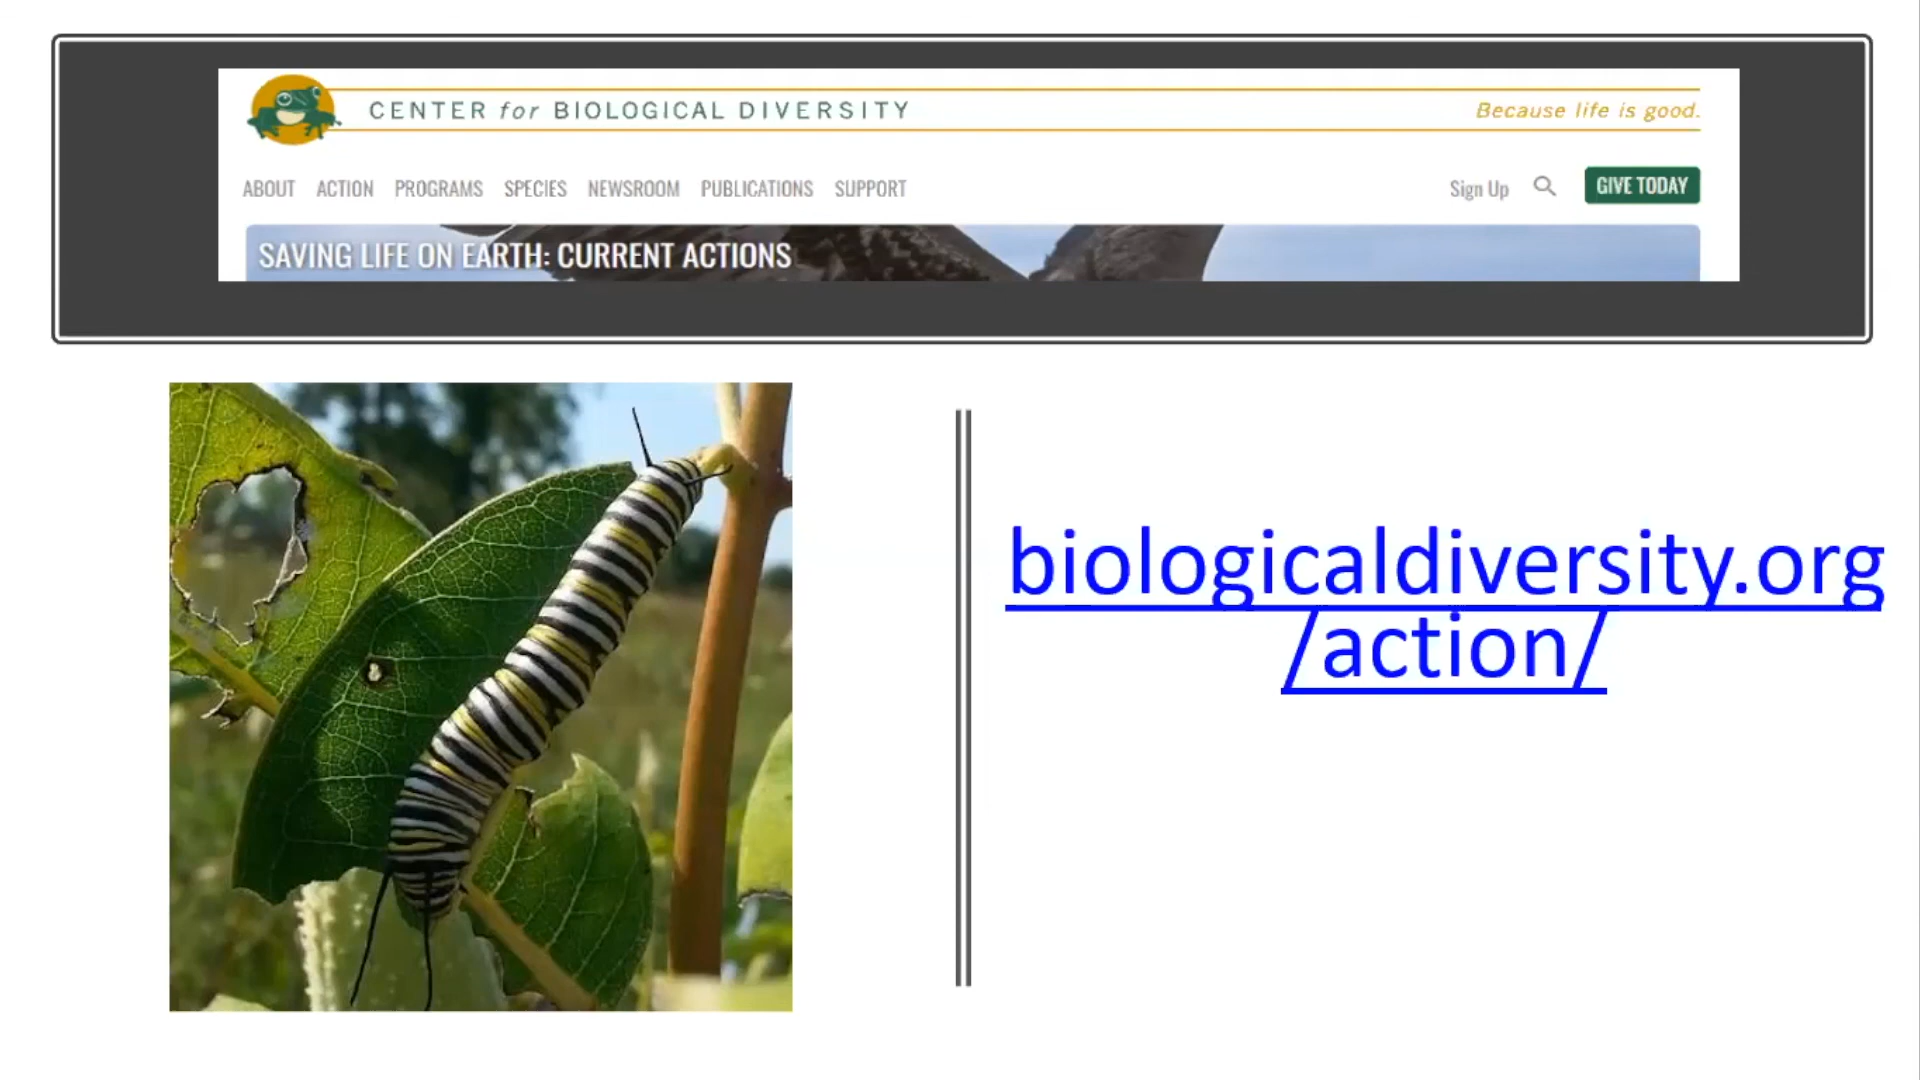 CENTER for BIOLOGICAL DIVERSITY
Because life is good.
ABOUT ACTION PROGRAMS SPECIES NEWSROOM PUBLICATIONS SUPPORT
Sign Up GIVE TODAY
SAVING LIFE ON EARTH: CURRENT ACTIONS
biologicaldiversity.org
/action/